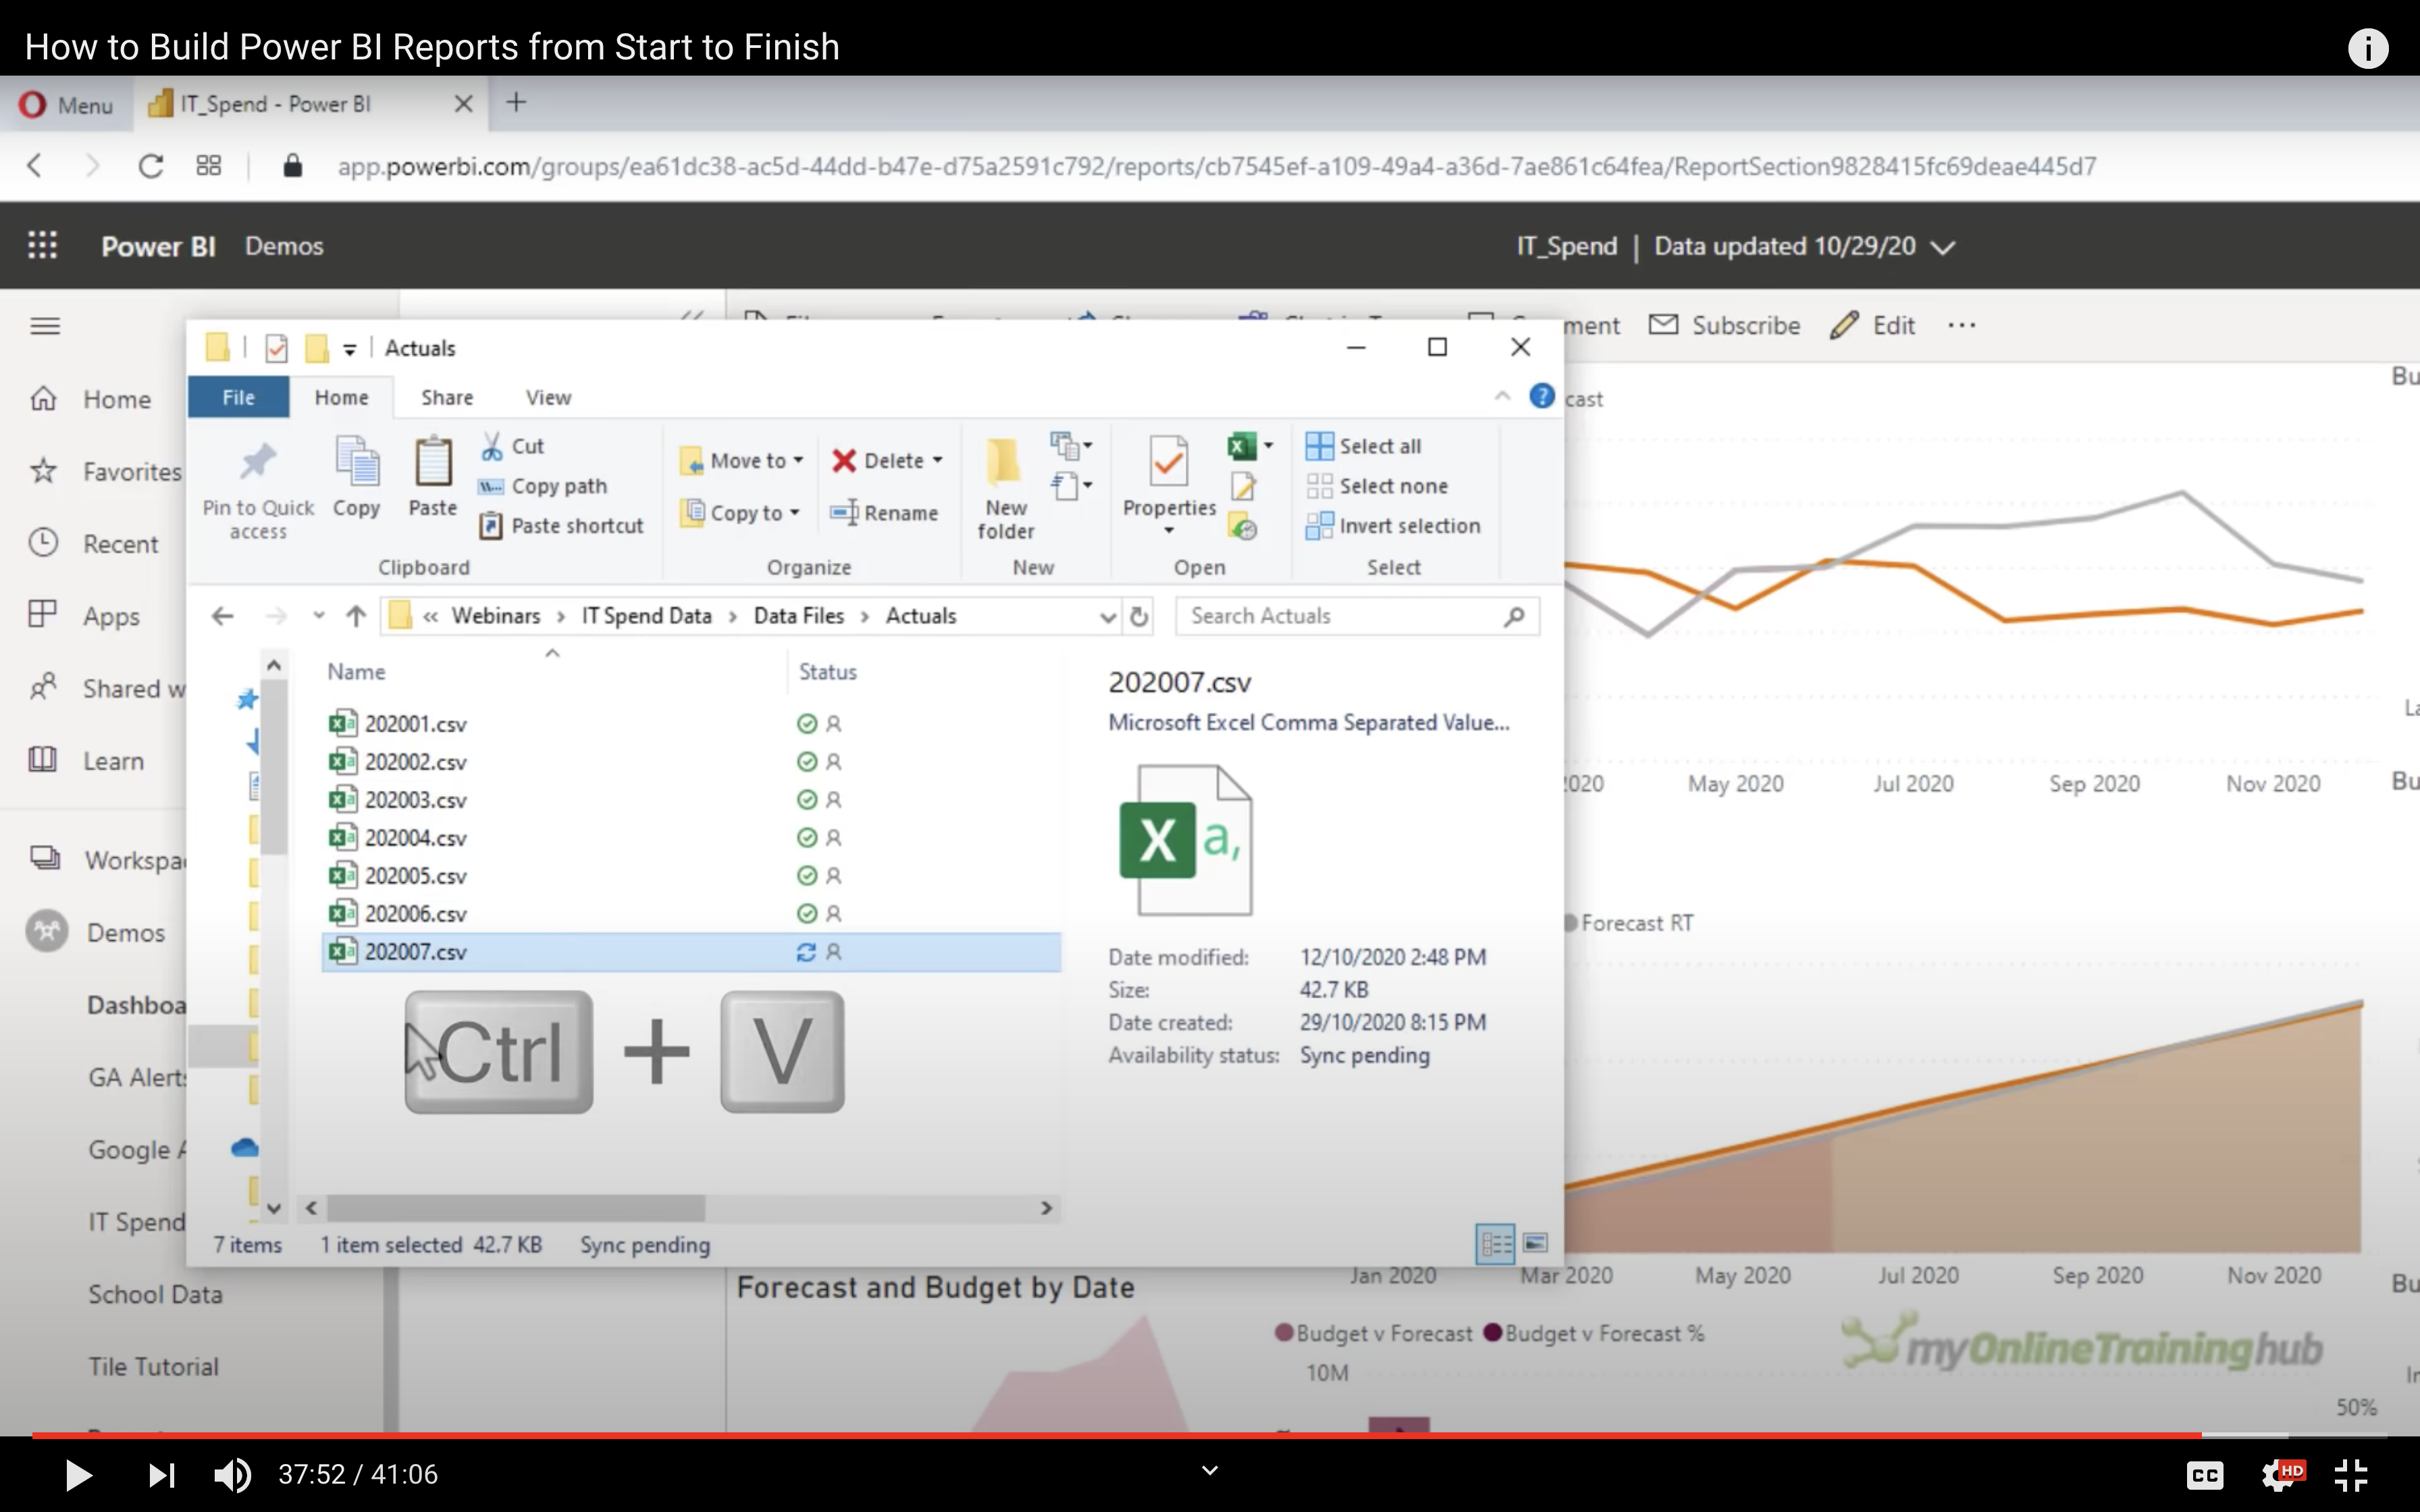 How to Build Power BI Reports from Start to Finish
Menu
IT_Spend - Power BI
app.powerbi.com/groups/ea61dc38-ac5d-44dd-b47e-d75a2591c792/reports/cb7545ef-a109-49a4-a36d-7ae861c64fea/ReportSection9828415fc69deae445d7
Power BI Demos
IT_Spend | Data updated 10/29/20
ment Subscribe Edit
Home
Favorites
Recent
Apps
Shared w
Learn
Workspa
Demos
Dashboa
GA Alert
Google A
IT Spend
School Data
Tile Tutorial
Actuals
File Home Share View
Pin to Quick access
Copy
Paste
Cut
Copy path
Paste shortcut
Clipboard
Move to
Copy to
Delete
Rename
Organize
New folder
New
Properties
Open
Select all
Select none
Invert selection
Select
« Webinars › IT Spend Data › Data Files › Actuals
Search Actuals
Name Status
202001.csv
202002.csv
202003.csv
202004.csv
202005.csv
202006.csv
202007.csv
Ctrl + V
202007.csv
Microsoft Excel Comma Separated Value...
X a,
Date modified: 12/10/2020 2:48 PM
Size: 42.7 KB
Date created: 29/10/2020 8:15 PM
Availability status: Sync pending
7 items 1 item selected 42.7 KB Sync pending
cast
Bu
La
020 May 2020 Jul 2020 Sep 2020 Nov 2020
Bu
Forecast RT
Jan 2020 Mar 2020 May 2020 Jul 2020 Sep 2020 Nov 2020
Bu
Forecast and Budget by Date
Budget v Forecast Budget v Forecast %
10M
myOnlineTraininghub
In
50%
37:52 / 41:06
CC
HD